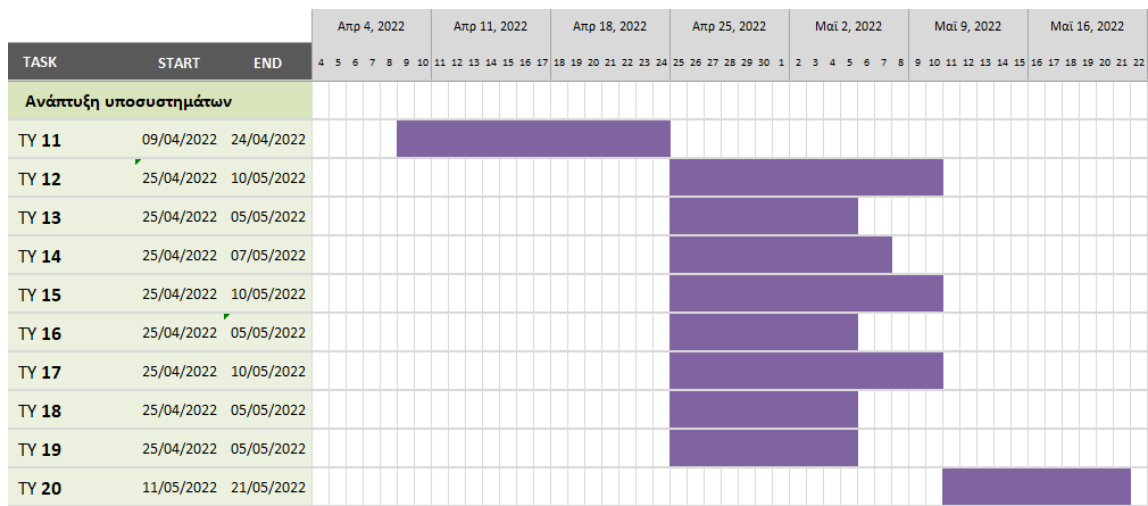 Απρ 4, 2022 Απρ 11, 2022 Απρ 18, 2022 Απρ 25, 2022 Μαϊ 2, 2022 Μαϊ 9, 2022 Μαϊ 16, 2022
TASK START END 4 5 6 7 8 9 10 11 12 13 14 15 16 17 18 19 20 21 22 23 24 25 26 27 28 29 30 1 2 3 4 5 6 7 8 9 10 11 12 13 14 15 16 17 18 19 20 21 22
Ανάπτυξη υποσυστημάτων
ΤΥ 11 09/04/2022 24/04/2022
ΤΥ 12 25/04/2022 10/05/2022
ΤΥ 13 25/04/2022 05/05/2022
ΤΥ 14 25/04/2022 07/05/2022
ΤΥ 15 25/04/2022 10/05/2022
ΤΥ 16 25/04/2022 05/05/2022
ΤΥ 17 25/04/2022 10/05/2022
ΤΥ 18 25/04/2022 05/05/2022
ΤΥ 19 25/04/2022 05/05/2022
ΤΥ 20 11/05/2022 21/05/2022